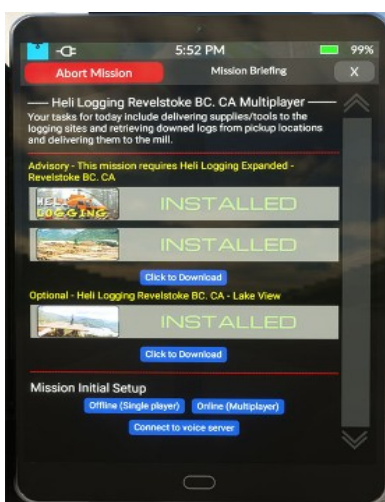 5:52 PM
99%
Abort Mission
Mission Briefing
X
Heli Logging Revelstoke BC. CA Multiplayer
Your tasks for today include delivering supplies/tools to the
logging sites and retrieving downed logs from pickup locations
and delivering them to the mill.
Advisory - This mission requires Heli Logging Expanded -
Revelstoke BC. CA
HELI
LOGGING
INSTALLED
INSTALLED
Click to Download
Optional - Heli Logging Revelstoke BC. CA - Lake View
INSTALLED
Click to Download
Mission Initial Setup
Offline (Single player)
Online (Multiplayer)
Connect to voice server